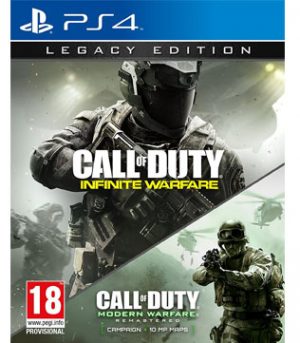 PS4
LEGACY EDITION
CALL OF DUTY
INFINITE WARFARE
18
www.pegi.info
PROVISIONAL
CALL OF DUTY
MODERN WARFARE
REMASTERED
CAMPAIGN + 10 MP MAPS